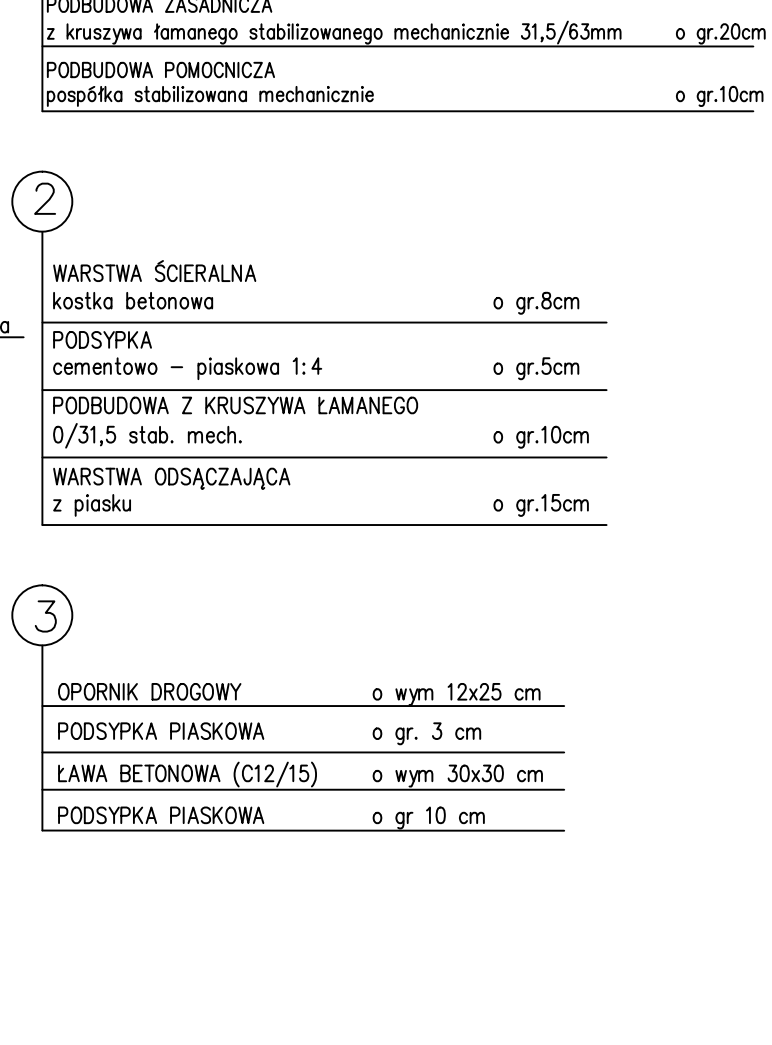 PODBUDOWA ZASADNICZA
z kruszywa łamanego stabilizowanego mechanicznie 31,5/63mm o gr.20cm
PODBUDOWA POMOCNICZA
pospółka stabilizowana mechanicznie o gr.10cm
2
WARSTWA ŚCIERALNA
kostka betonowa o gr.8cm
a
PODSYPKA
cementowo – piaskowa 1:4 o gr.5cm
PODBUDOWA Z KRUSZYWA ŁAMANEGO
0/31,5 stab. mech. o gr.10cm
WARSTWA ODSĄCZAJĄCA
z piasku o gr.15cm
3
OPORNIK DROGOWY o wym 12x25 cm
PODSYPKA PIASKOWA o gr. 3 cm
ŁAWA BETONOWA (C12/15) o wym 30x30 cm
PODSYPKA PIASKOWA o gr 10 cm